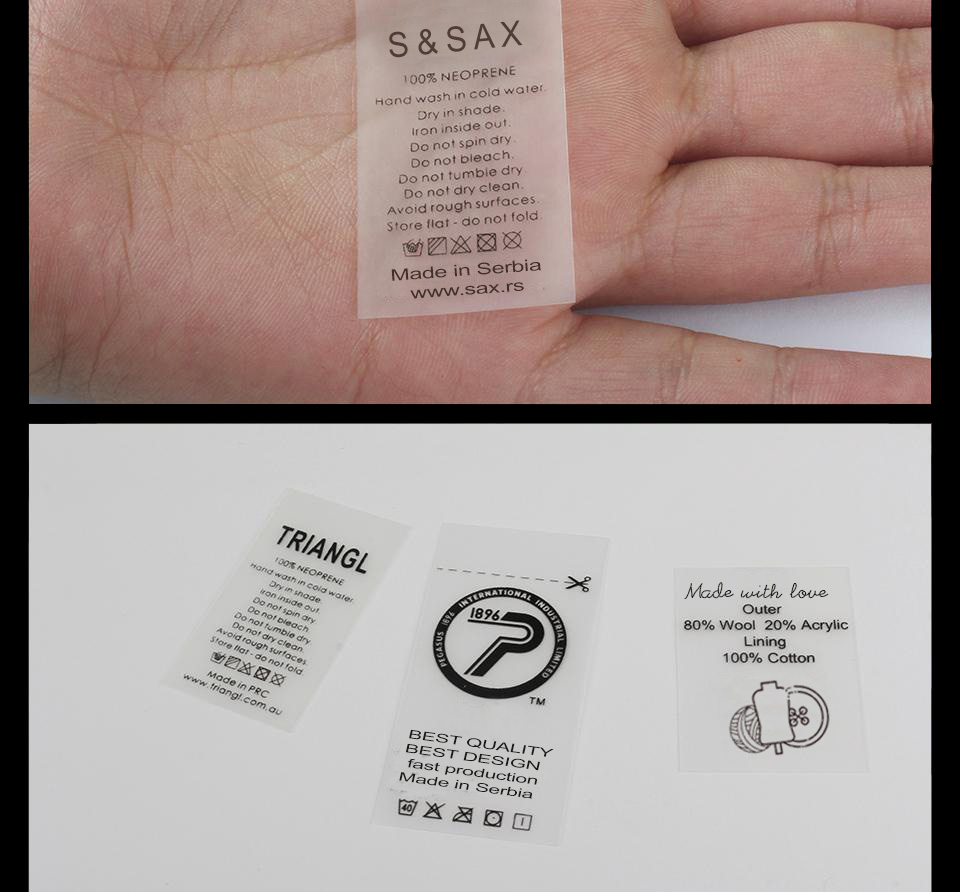 S & SAX
100% NEOPRENE
Hand wash in cold water.
Dry in shade.
Iron inside out.
Do not spin dry.
Do not bleach.
Do not tumble dry.
Do not dry clean.
Avoid rough surfaces.
Store flat - do not fold.
Made in Serbia
www.sax.rs
TRIANGL
100% NEOPRENE
Hand wash in cold water.
Dry in shade.
Iron inside out.
Do not spin dry.
Do not bleach.
Do not tumble dry.
Do not dry clean.
Avoid rough surfaces.
Store flat - do not fold.
Made in PRC
www.triangl.com.au
PEGASUS 1896 INTERNATIONAL INDUSTRIAL LIMITED
1896
P
TM
BEST QUALITY
BEST DESIGN
fast production
Made in Serbia
40
Made with love
Outer
80% Wool 20% Acrylic
Lining
100% Cotton